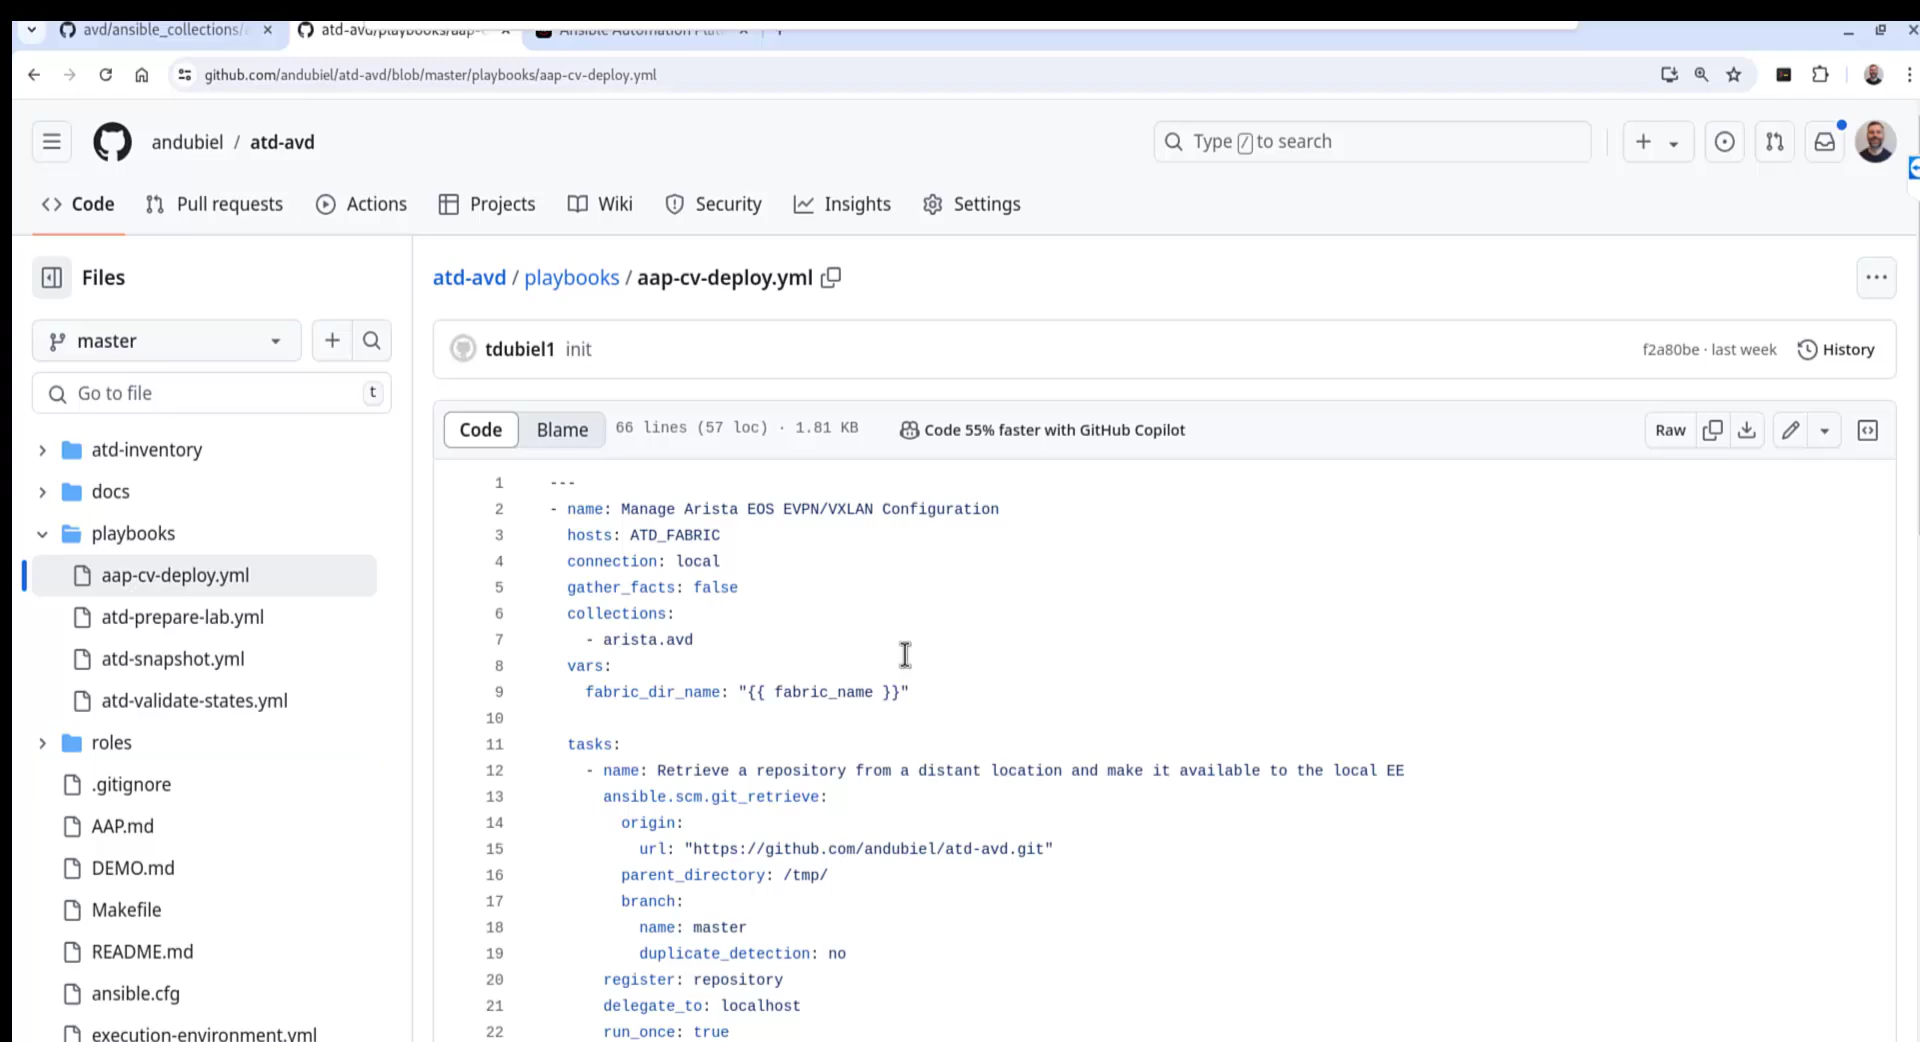 avd/ansible_collections/
atd-avd/playbooks/aap-
Ansible Automation Plat
github.com/andubiel/atd-avd/blob/master/playbooks/aap-cv-deploy.yml
andubiel / atd-avd
Type / to search
Code
Pull requests
Actions
Projects
Wiki
Security
Insights
Settings
Files
master
Go to file
t
atd-inventory
docs
playbooks
aap-cv-deploy.yml
atd-prepare-lab.yml
atd-snapshot.yml
atd-validate-states.yml
roles
.gitignore
AAP.md
DEMO.md
Makefile
README.md
ansible.cfg
execution-environment.yml
atd-avd / playbooks / aap-cv-deploy.yml
tdubiel1 init
f2a80be · last week
History
Code
Blame
66 lines (57 loc) · 1.81 KB
Code 55% faster with GitHub Copilot
Raw
1 ---
2 - name: Manage Arista EOS EVPN/VXLAN Configuration
3 hosts: ATD_FABRIC
4 connection: local
5 gather_facts: false
6 collections:
7 - arista.avd
8 vars:
9 fabric_dir_name: "{{ fabric_name }}"
10
11 tasks:
12 - name: Retrieve a repository from a distant location and make it available to the local EE
13 ansible.scm.git_retrieve:
14 origin:
15 url: "https://github.com/andubiel/atd-avd.git"
16 parent_directory: /tmp/
17 branch:
18 name: master
19 duplicate_detection: no
20 register: repository
21 delegate_to: localhost
22 run_once: true